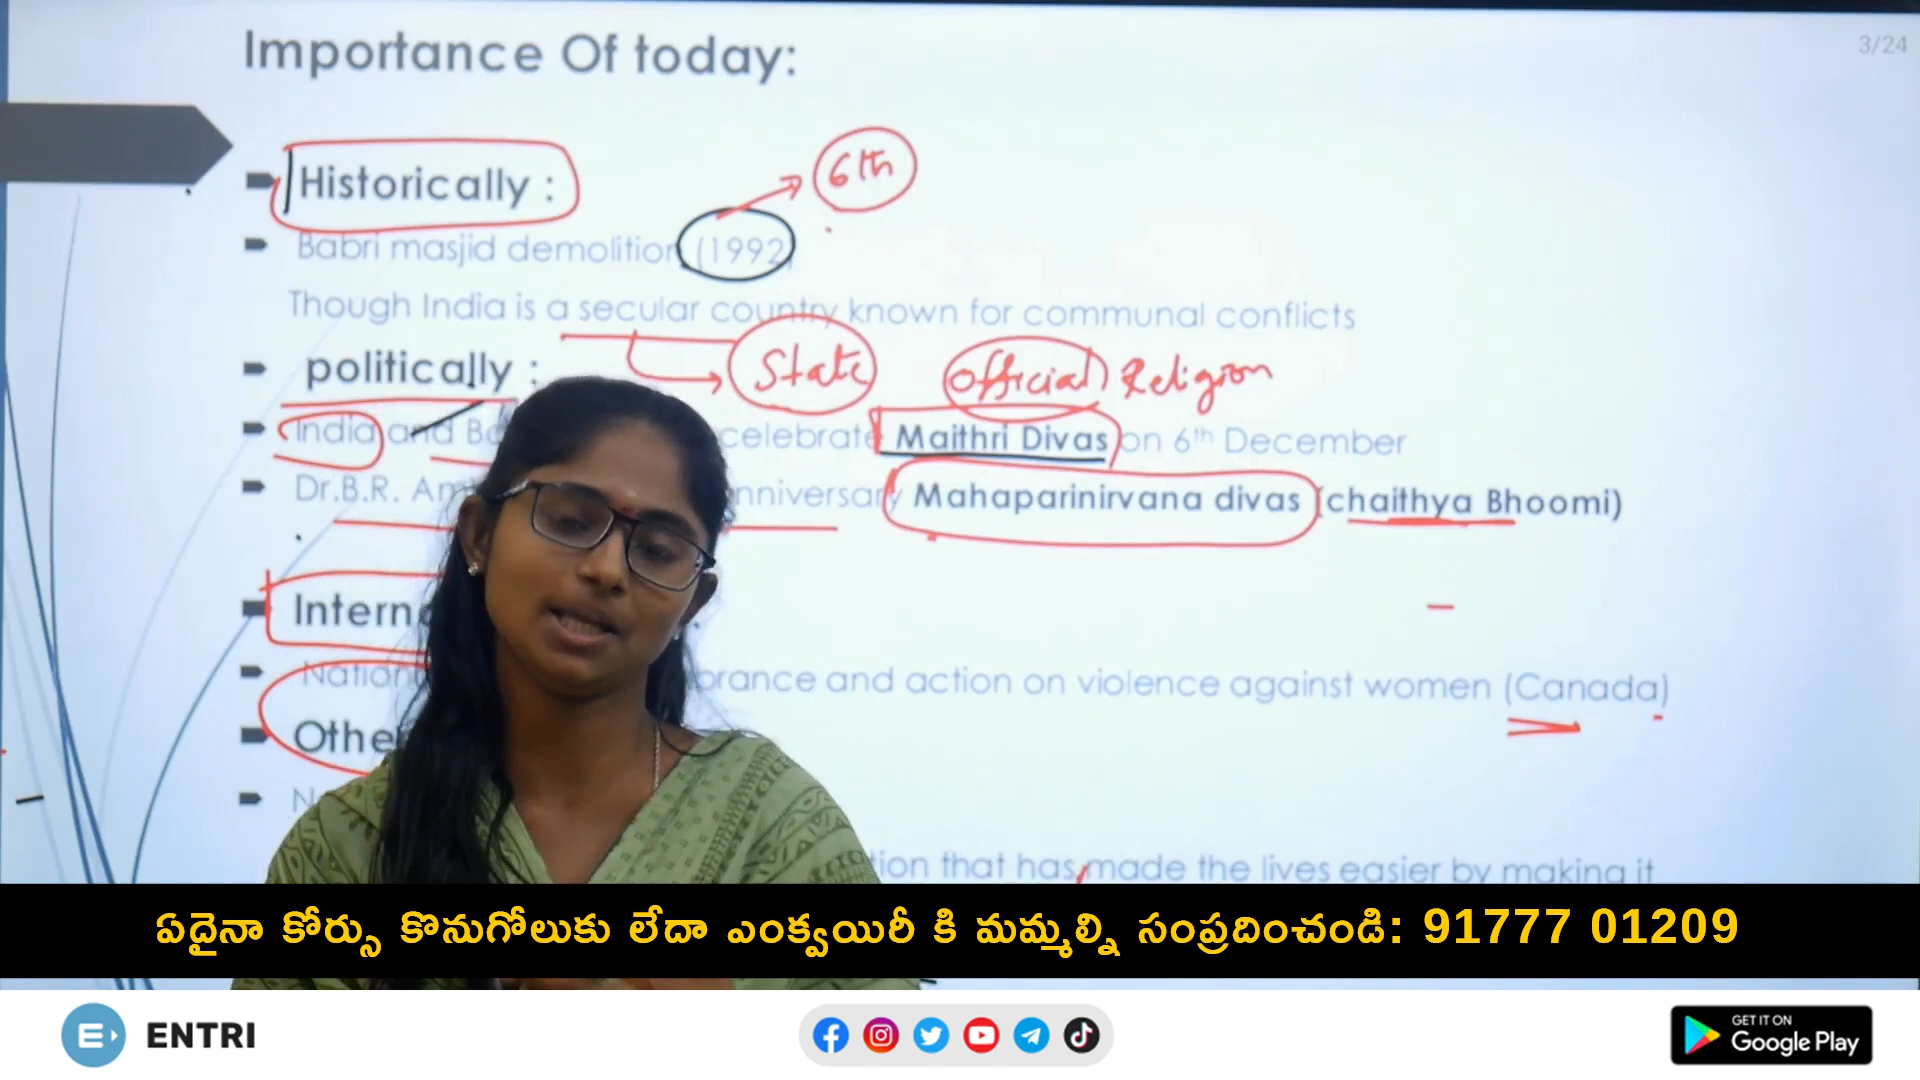 Importance Of today:
3/24
Historically :
6th
Babri masjid demolition (1992)
Though India is a secular country known for communal conflicts
politically :
State
official Religion
India and celebrate Maithri Divas on 6th December
Dr.B.R. Mahaparinirvana divas (chaithya Bhoomi)
and action on violence against women (Canada)
that has made the lives easier by making it
ఏదైనా కోర్సు కొనుగోలుకు లేదా ఎంక్వయిరీ కి మమ్మల్ని సంప్రదించండి: 91777 01209
ENTRI
GET IT ON
Google Play